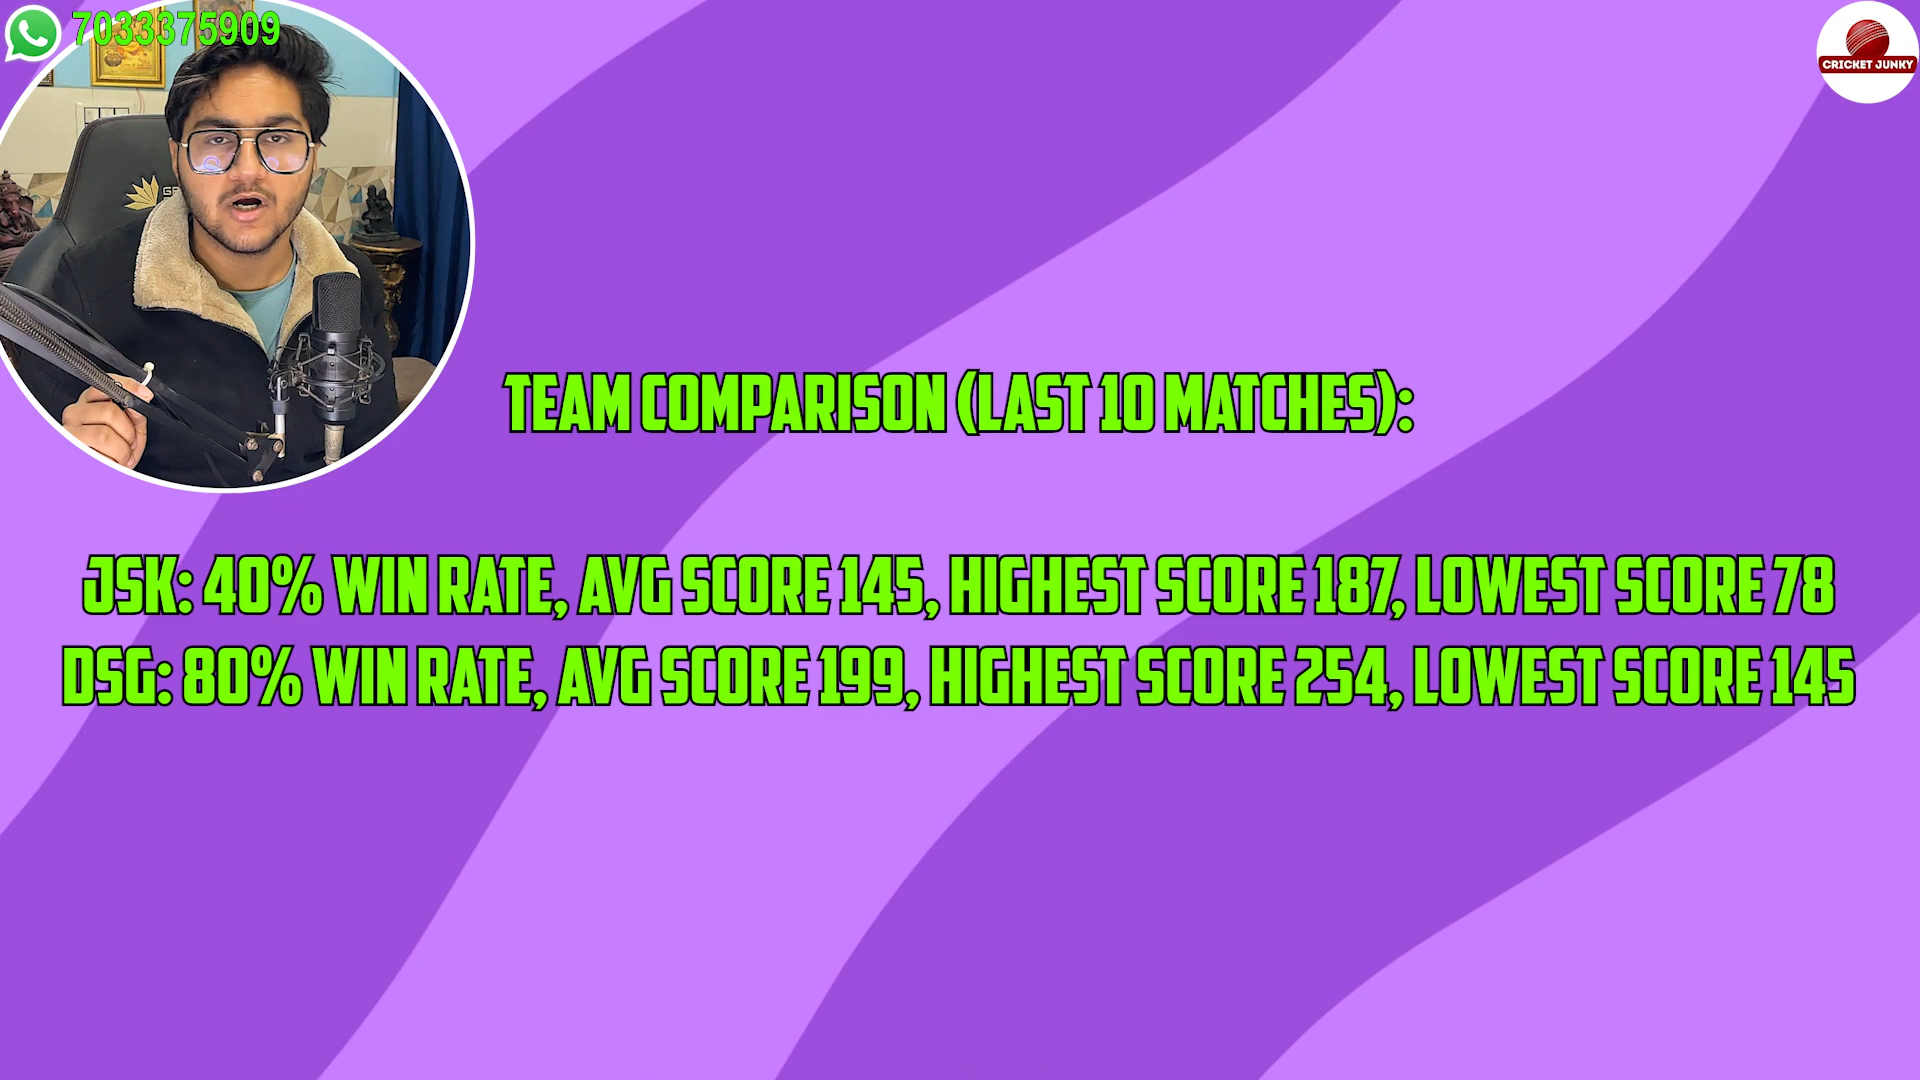 7033375909
CRICKET JUNKY
TEAM COMPARISON (LAST 10 MATCHES):
JSK: 40% WIN RATE, AVG SCORE 145, HIGHEST SCORE 187, LOWEST SCORE 78
DSG: 80% WIN RATE, AVG SCORE 199, HIGHEST SCORE 254, LOWEST SCORE 145